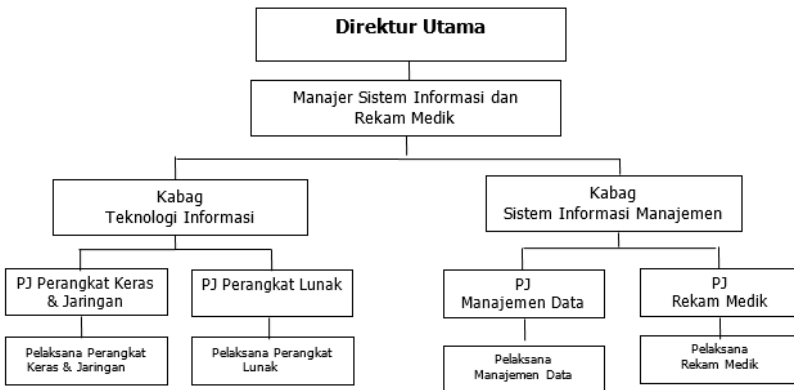 Direktur Utama
Manajer Sistem Informasi dan
Rekam Medik
Kabag
Teknologi Informasi
Kabag
Sistem Informasi Manajemen
PJ Perangkat Keras
& Jaringan
PJ Perangkat Lunak
PJ
Manajemen Data
PJ
Rekam Medik
Pelaksana Perangkat
Keras & Jaringan
Pelaksana Perangkat
Lunak
Pelaksana
Manajemen Data
Pelaksana
Rekam Medik